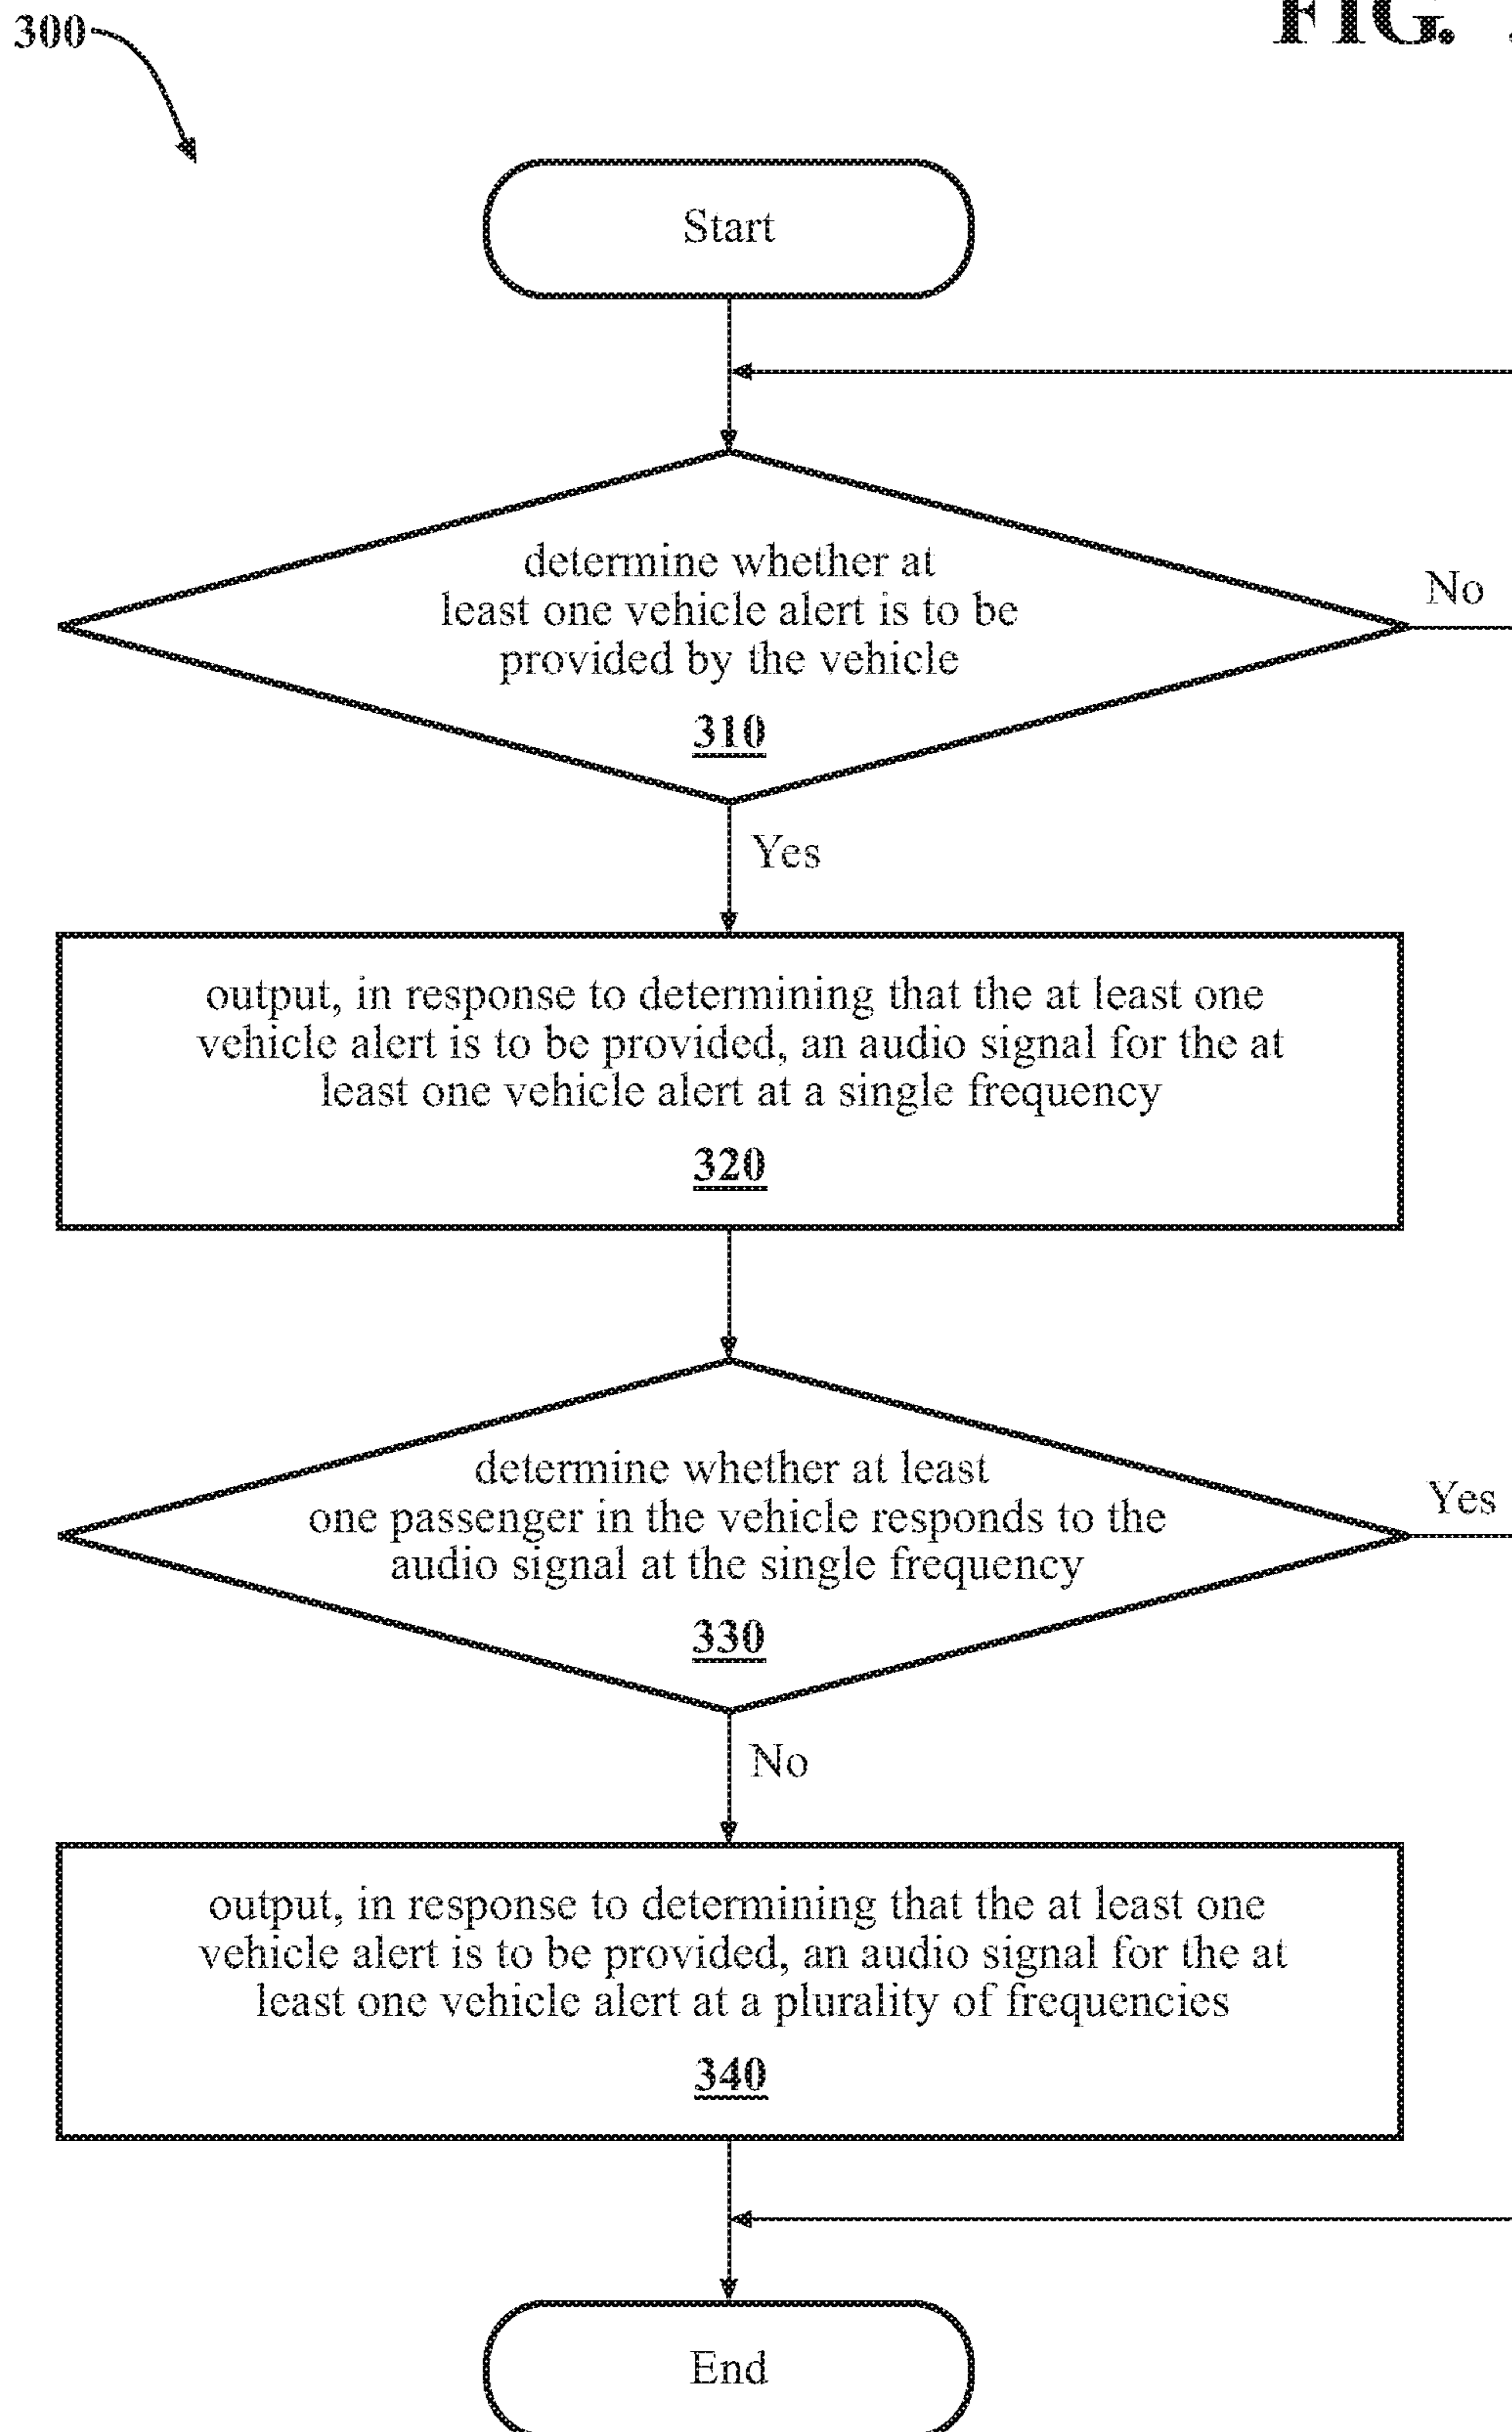 300
FIG.
Start
determine whether at
least one vehicle alert is to be
provided by the vehicle
310
No
Yes
output, in response to determining that the at least one
vehicle alert is to be provided, an audio signal for the at
least one vehicle alert at a single frequency
320
determine whether at least
one passenger in the vehicle responds to the
audio signal at the single frequency
330
Yes
No
output, in response to determining that the at least one
vehicle alert is to be provided, an audio signal for the at
least one vehicle alert at a plurality of frequencies
340
End